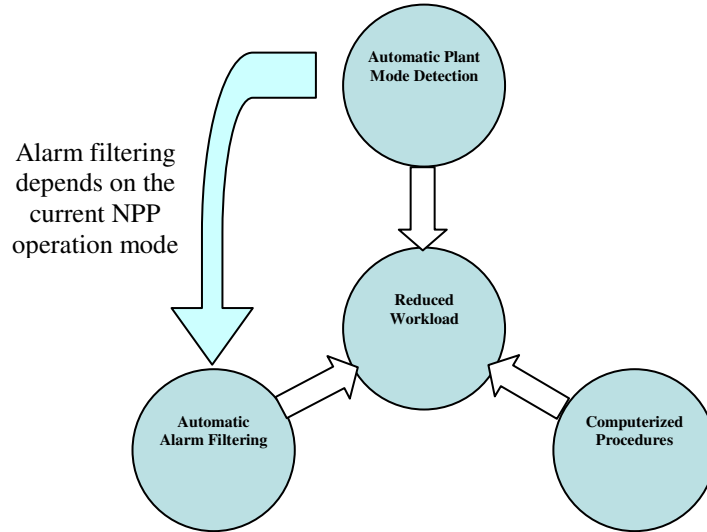 Automatic Plant
Mode Detection
Alarm filtering
depends on the
current NPP
operation mode
Reduced
Workload
Automatic
Alarm Filtering
Computerized
Procedures